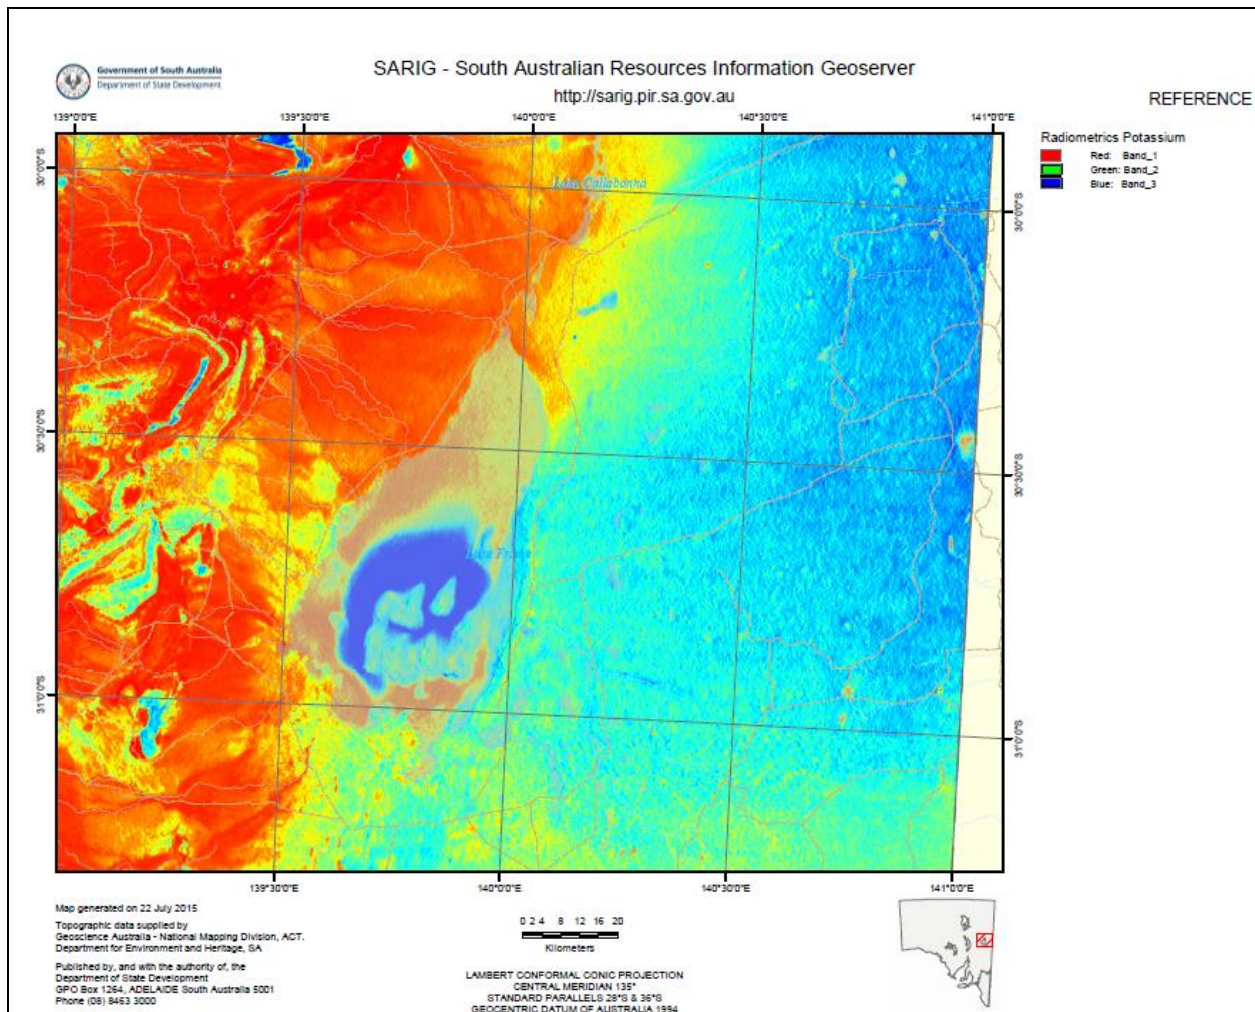 Government of South Australia
Department of State Development
SARIG - South Australian Resources Information Geoserver
http://sarig.pir.sa.gov.au
REFERENCE
139°0'0"E
139°30'0"E
140°0'0"E
140°30'0"E
141°0'0"E
Radiometrics Potassium
Red: Band_1
Green: Band_2
Blue: Band_3
30°0'0"S
30°0'0"S
Lake Callabonna
30°30'0"S
30°30'0"S
Lake Frome
31°0'0"S
31°0'0"S
139°30'0"E
140°0'0"E
140°30'0"E
141°0'0"E
Map generated on 22 July 2015
Topographic data supplied by
Geoscience Australia - National Mapping Division, ACT.
Department for Environment and Heritage, SA
Published by, and with the authority of, the
Department of State Development
GPO Box 1264, ADELAIDE South Australia 5001
Phone (08) 8463 3000
0 2 4 8 12 16 20
Kilometers
LAMBERT CONFORMAL CONIC PROJECTION
CENTRAL MERIDIAN 135°
STANDARD PARALLELS 28°S & 36°S
GEOCENTRIC DATUM OF AUSTRALIA 1994